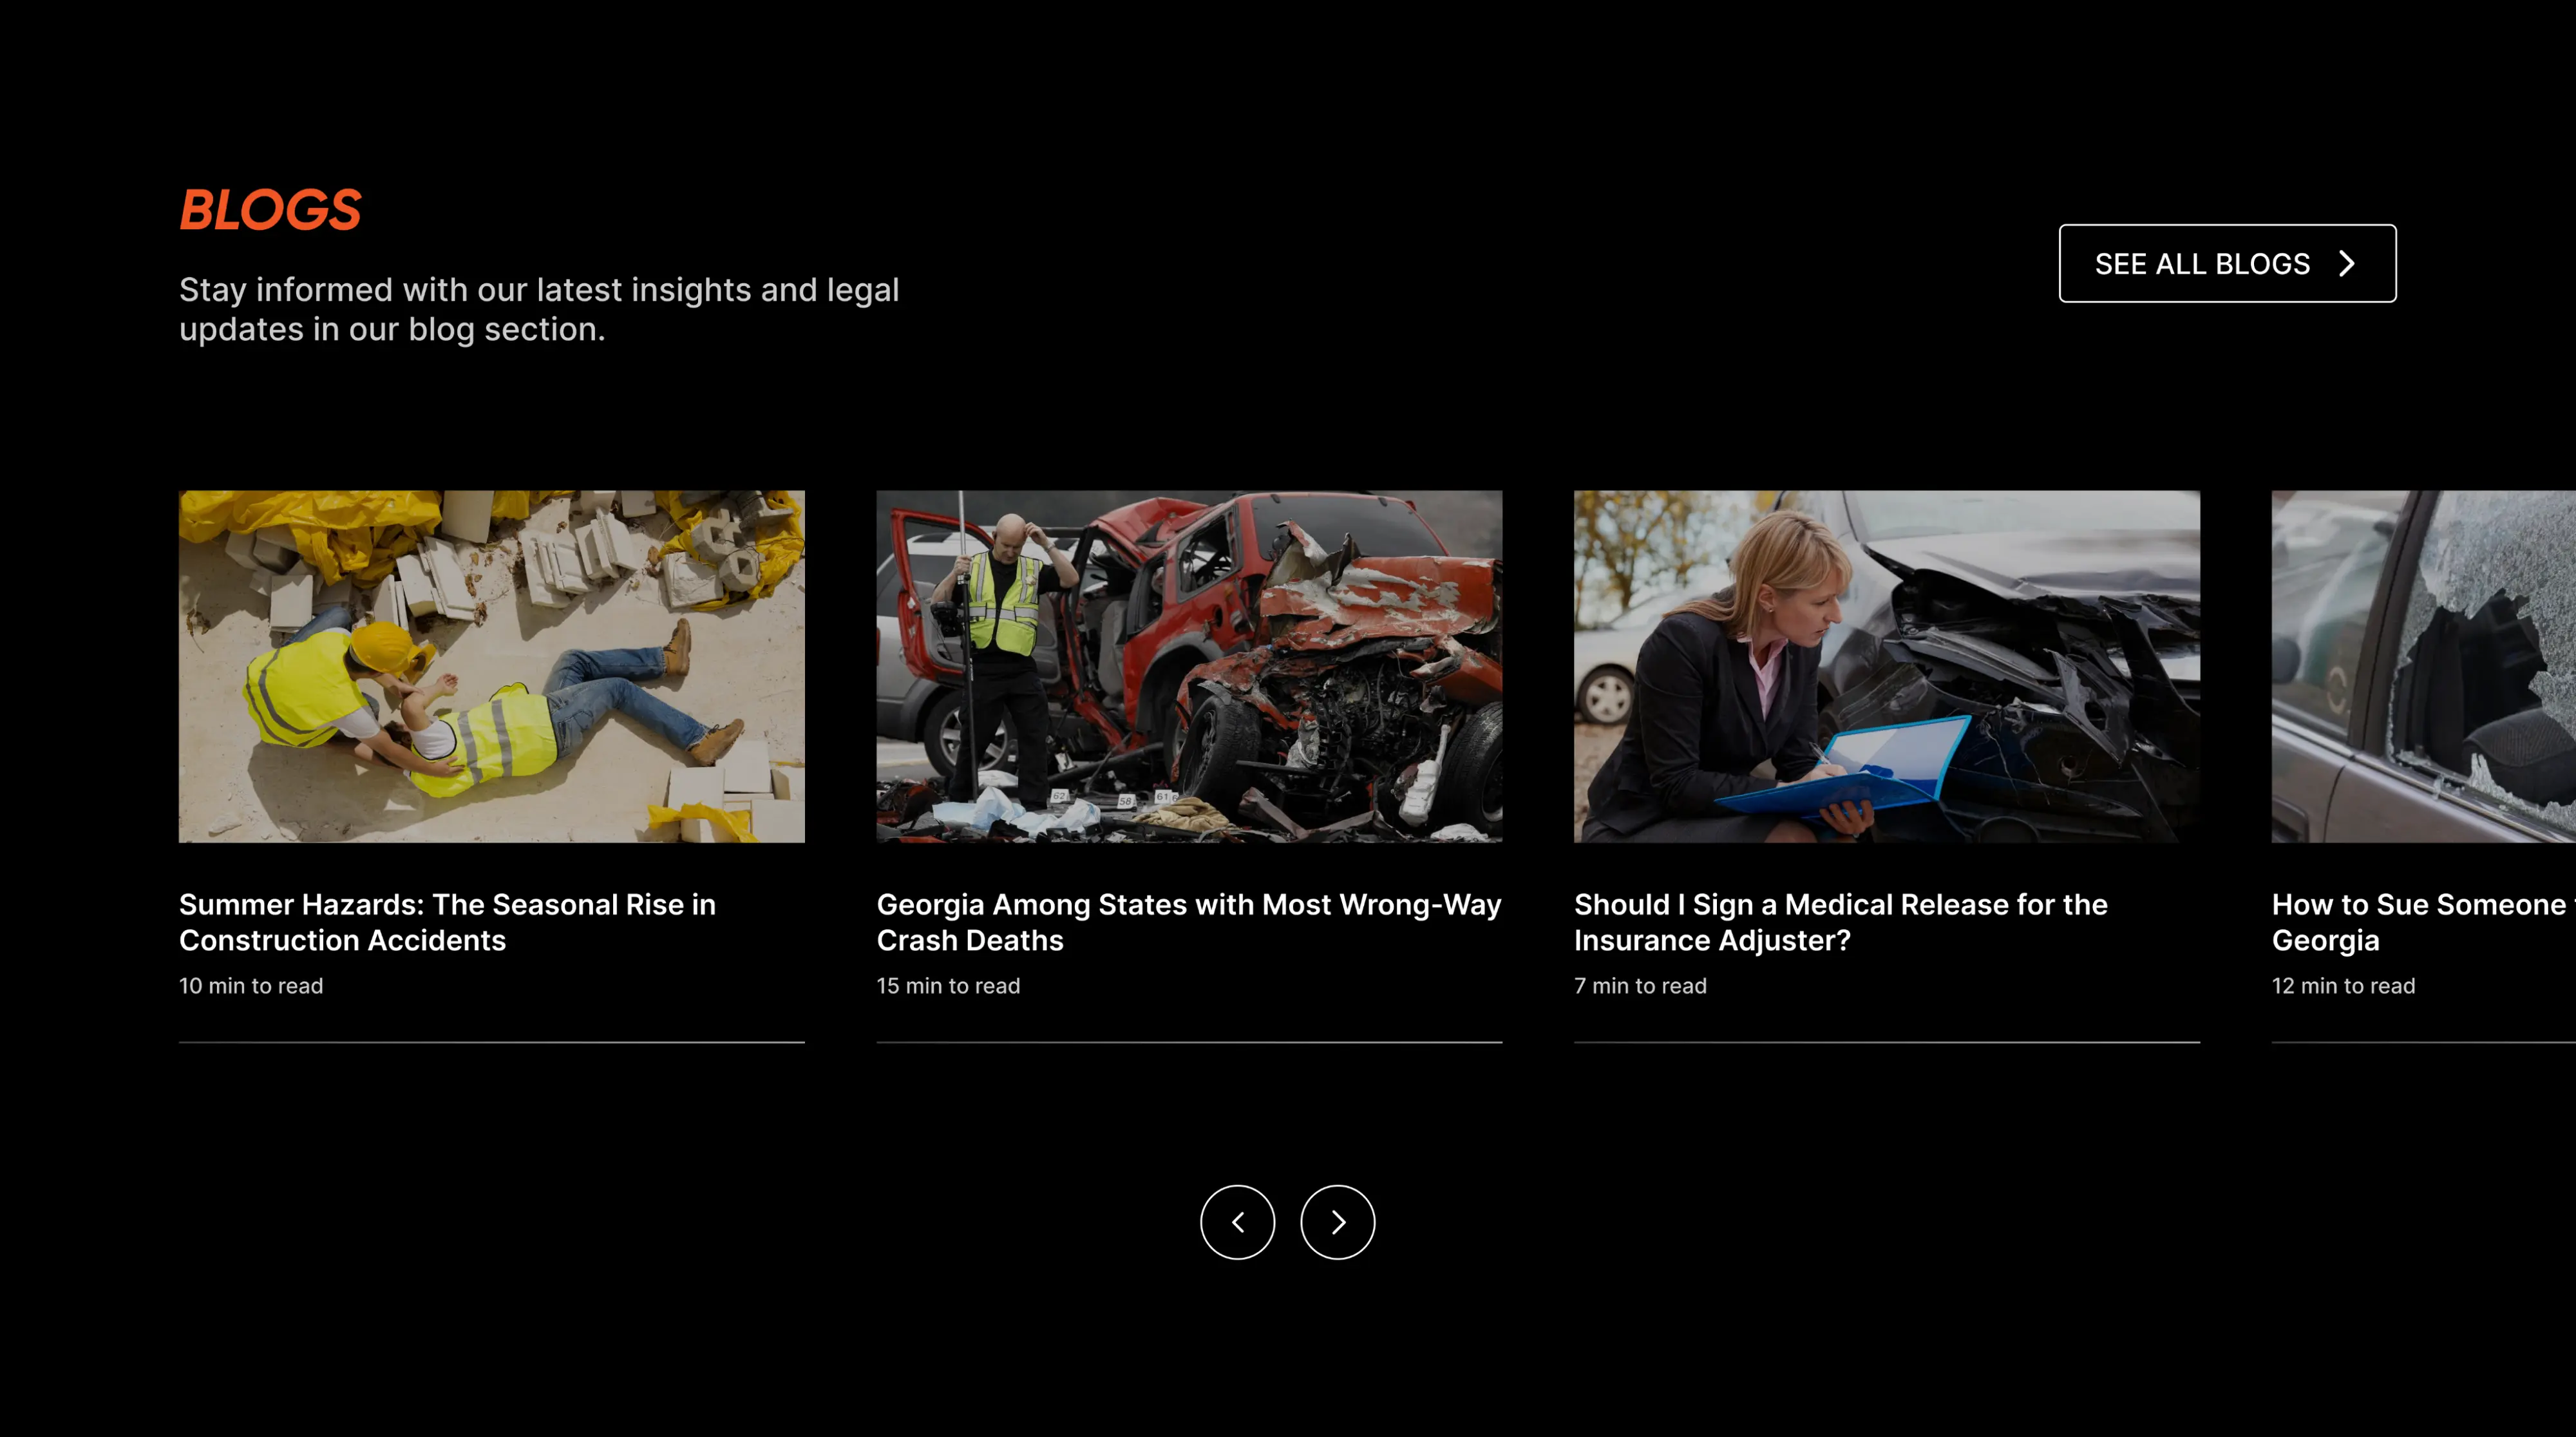 BLOGS
Stay informed with our latest insights and legal
updates in our blog section.
SEE ALL BLOGS
62
58
61
Summer Hazards: The Seasonal Rise in
Construction Accidents
10 min to read
Georgia Among States with Most Wrong-Way
Crash Deaths
15 min to read
Should I Sign a Medical Release for the
Insurance Adjuster?
7 min to read
How to Sue Someone
Georgia
12 min to read